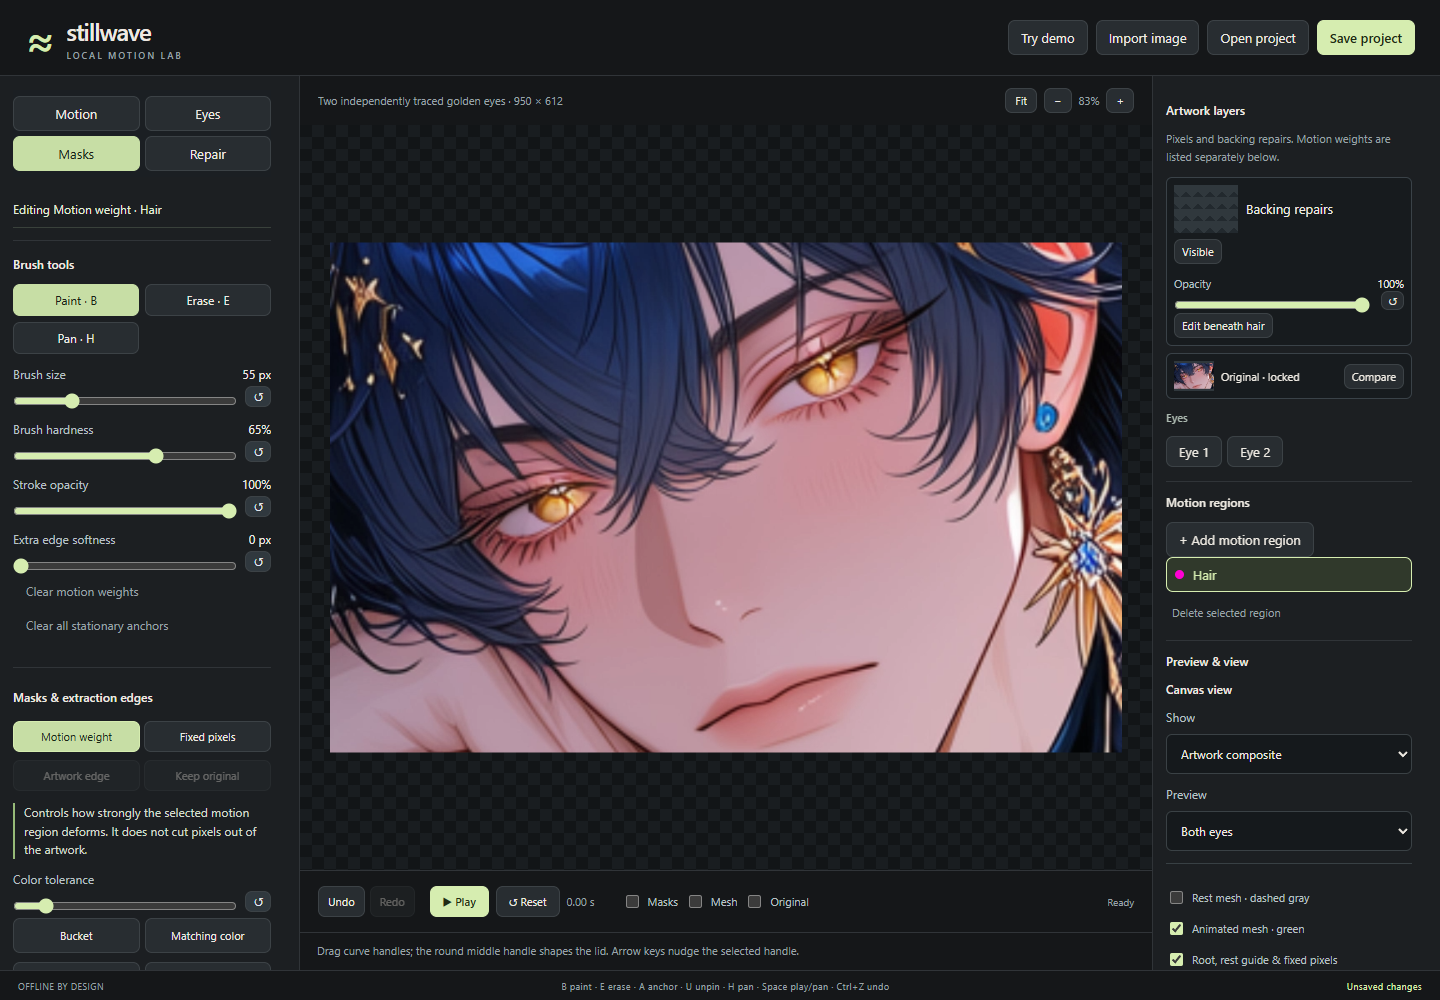 stillwave
LOCAL MOTION LAB
Try demo
Import image
Open project
Save project
Motion
Eyes
Masks
Repair
Editing Motion weight · Hair
Brush tools
Paint · B
Erase · E
Pan · H
Brush size
55 px
↺
Brush hardness
65%
↺
Stroke opacity
100%
↺
Extra edge softness
0 px
↺
Clear motion weights
Clear all stationary anchors
Masks & extraction edges
Motion weight
Fixed pixels
Artwork edge
Keep original
Controls how strongly the selected motion
region deforms. It does not cut pixels out of
the artwork.
Color tolerance
↺
Bucket
Matching color
Two independently traced golden eyes · 950 × 612
Fit
−
83%
+
Undo
Redo
▶ Play
↺ Reset
0.00 s
Masks
Mesh
Original
Ready
Drag curve handles; the round middle handle shapes the lid. Arrow keys nudge the selected handle.
Artwork layers
Pixels and backing repairs. Motion weights are
listed separately below.
Backing repairs
Visible
Opacity
100%
↺
Edit beneath hair
Original · locked
Compare
Eyes
Eye 1
Eye 2
Motion regions
+ Add motion region
Hair
Delete selected region
Preview & view
Canvas view
Show
Artwork composite
Preview
Both eyes
Rest mesh · dashed gray
Animated mesh · green
Root, rest guide & fixed pixels
OFFLINE BY DESIGN
B paint · E erase · A anchor · U unpin · H pan · Space play/pan · Ctrl+Z undo
Unsaved changes